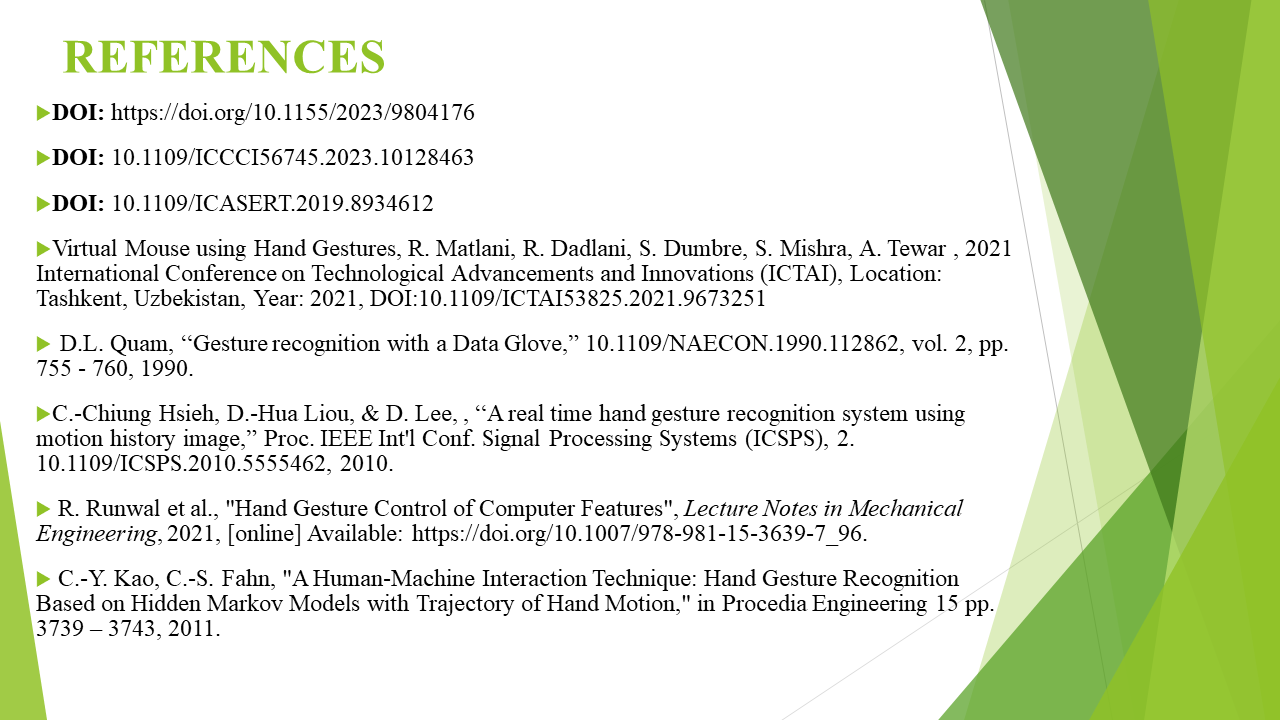 REFERENCES
DOI: https://doi.org/10.1155/2023/9804176
DOI: 10.1109/ICCCI56745.2023.10128463
DOI: 10.1109/ICASERT.2019.8934612
Virtual Mouse using Hand Gestures, R. Matlani, R. Dadlani, S. Dumbre, S. Mishra, A. Tewar , 2021
International Conference on Technological Advancements and Innovations (ICTAI), Location:
Tashkent, Uzbekistan, Year: 2021, DOI:10.1109/ICTAI53825.2021.9673251
D.L. Quam, “Gesture recognition with a Data Glove,” 10.1109/NAECON.1990.112862, vol. 2, pp.
755 - 760, 1990.
C.-Chiung Hsieh, D.-Hua Liou, & D. Lee, , “A real time hand gesture recognition system using
motion history image,” Proc. IEEE Int'l Conf. Signal Processing Systems (ICSPS), 2.
10.1109/ICSPS.2010.5555462, 2010.
R. Runwal et al., "Hand Gesture Control of Computer Features", Lecture Notes in Mechanical
Engineering, 2021, [online] Available: https://doi.org/10.1007/978-981-15-3639-7_96.
C.-Y. Kao, C.-S. Fahn, "A Human-Machine Interaction Technique: Hand Gesture Recognition
Based on Hidden Markov Models with Trajectory of Hand Motion," in Procedia Engineering 15 pp.
3739 – 3743, 2011.